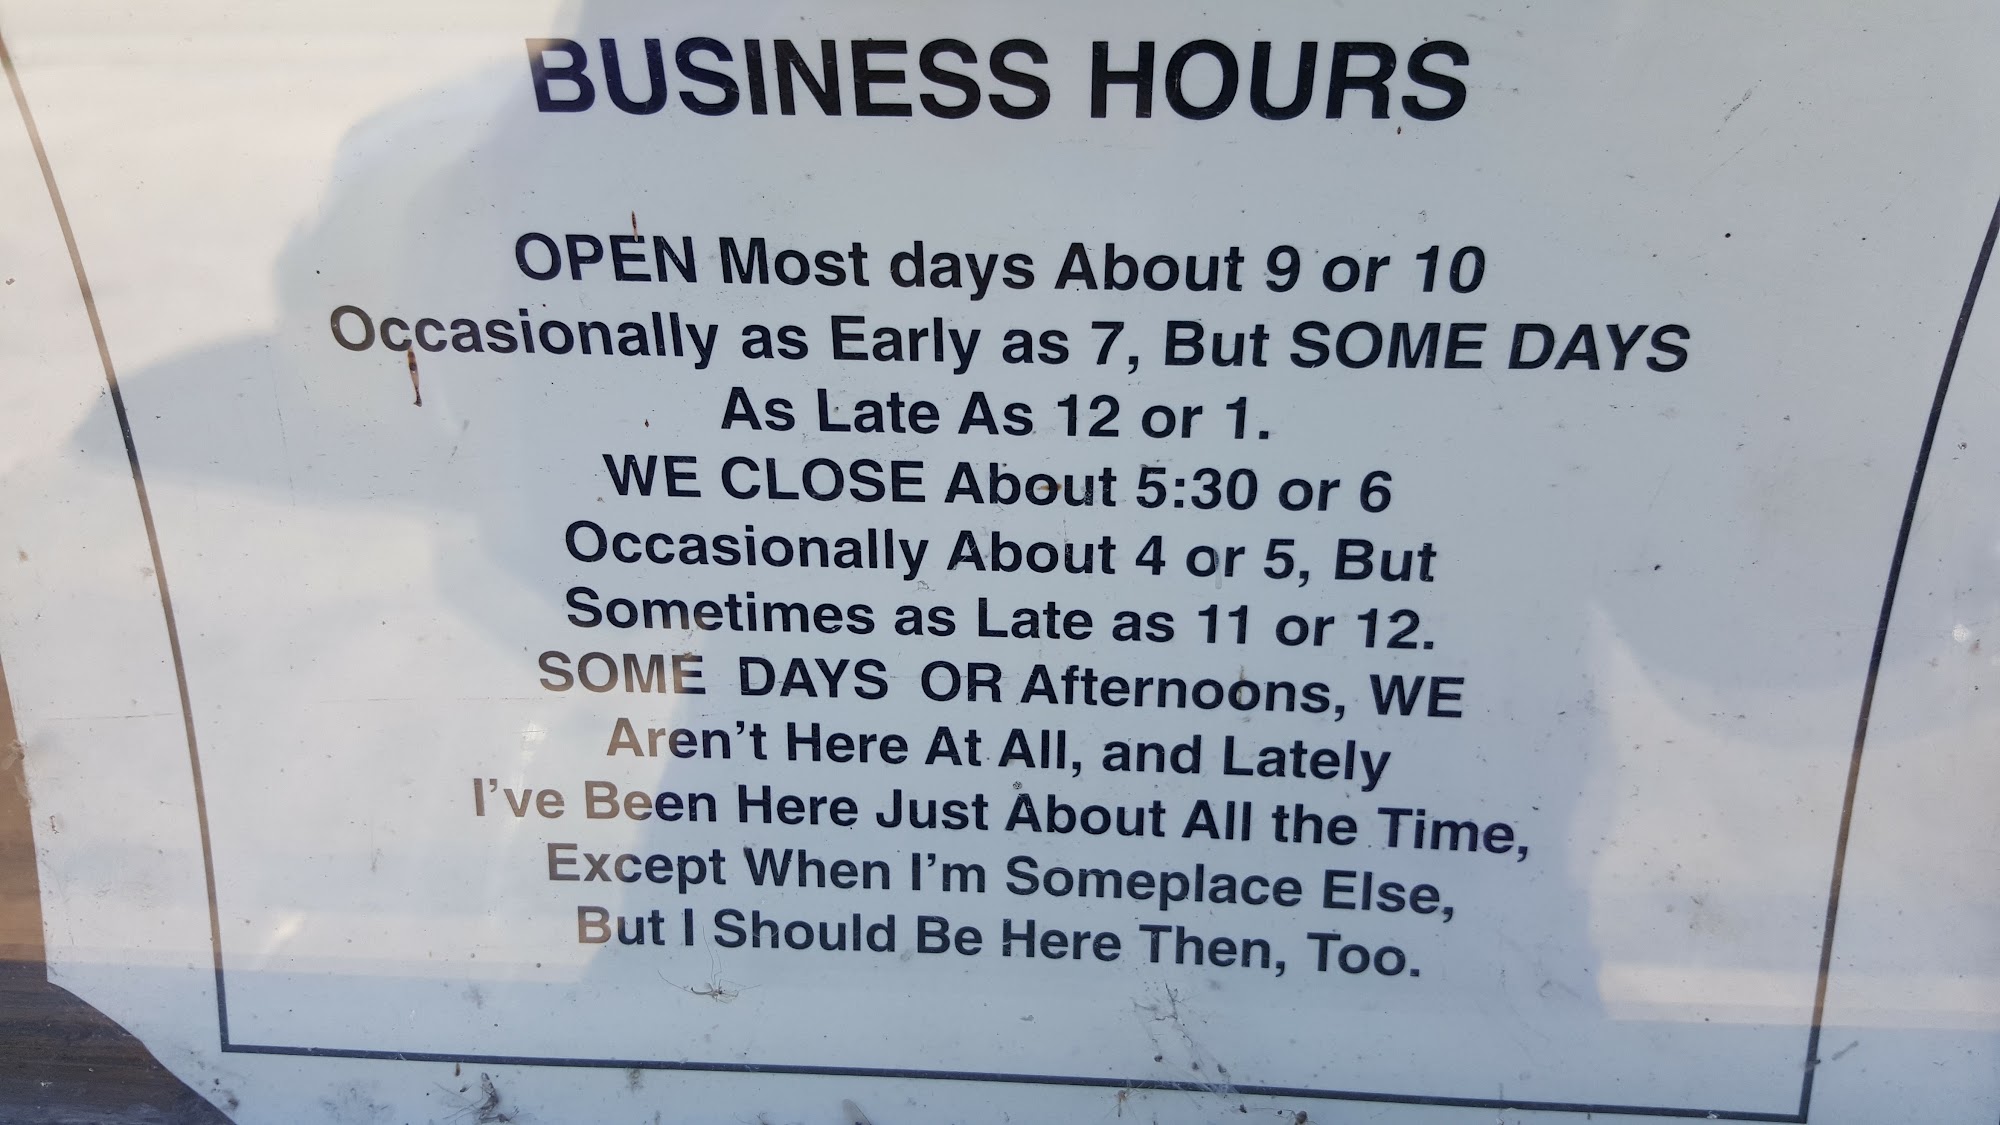 BUSINESS HOURS
OPEN Most days About 9 or 10
Occasionally as Early as 7, But SOME DAYS
As Late As 12 or 1.
WE CLOSE About 5:30 or 6
Occasionally About 4 or 5, But
Sometimes as Late as 11 or 12.
SOME DAYS OR Afternoons, WE
Aren't Here At All, and Lately
I've Been Here Just About All the Time,
Except When I'm Someplace Else,
But I Should Be Here Then, Too.